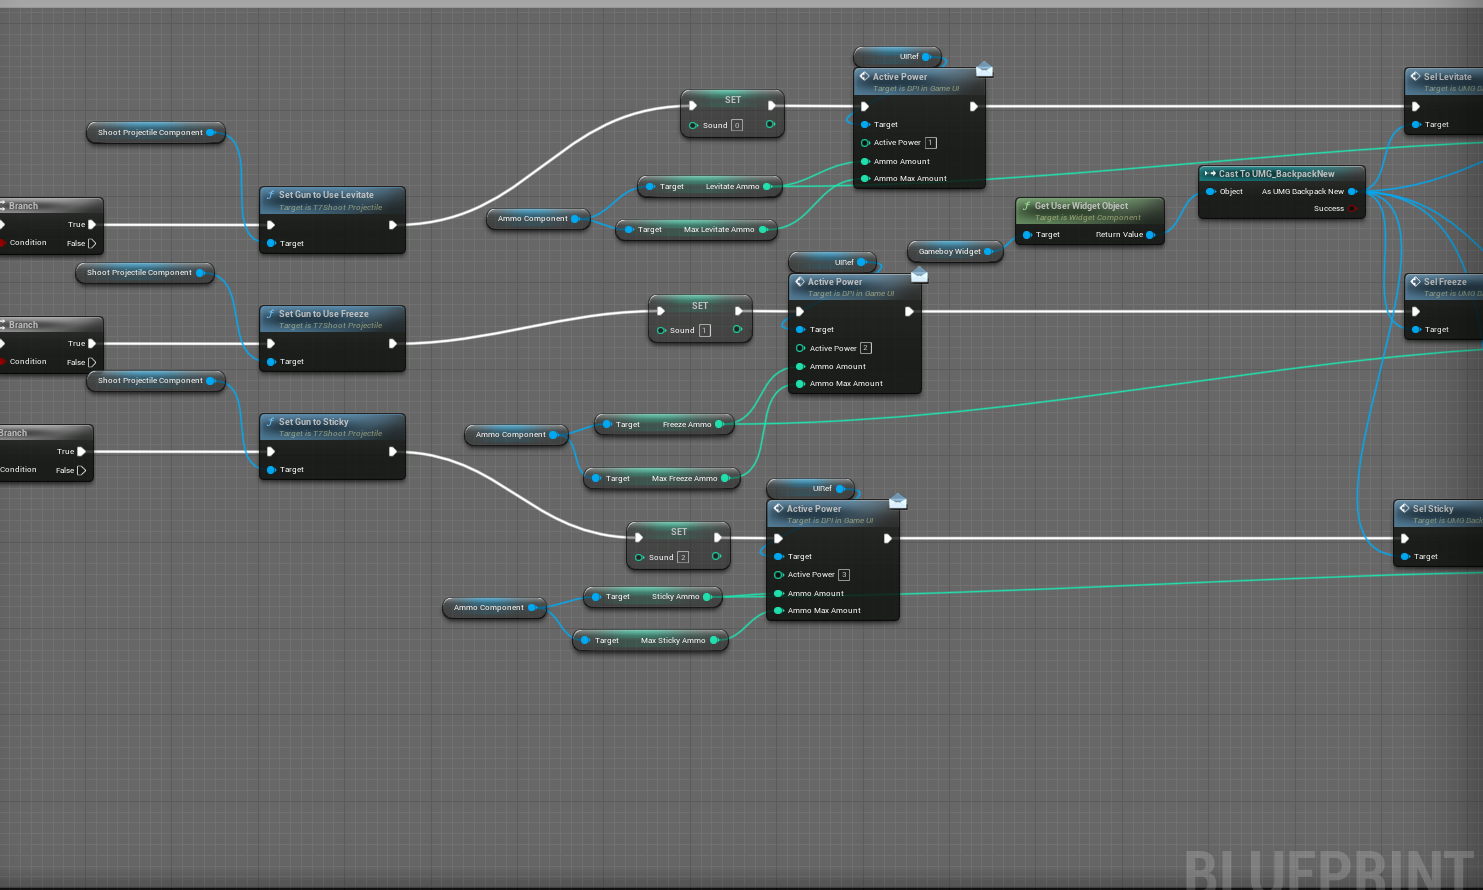 UIRef
Active Power
Target is DPI in Game UI
Target
Active Power 1
Ammo Amount
Ammo Max Amount
Sel Levitate
Target is UMG
Target
SET
Sound 0
Shoot Projectile Component
Set Gun to Use Levitate
Target is T7Shoot Projectile
Target
Branch
True
Condition
False
Target
Levitate Ammo
Ammo Component
Target
Max Levitate Ammo
Cast To UMG_BackpackNew
Object
As UMG Backpack New
Success
Get User Widget Object
Target is Widget Component
Target
Return Value
Gameboy Widget
Shoot Projectile Component
Set Gun to Use Freeze
Target is T7Shoot Projectile
Target
Branch
True
Condition
False
SET
Sound 1
UIRef
Active Power
Target is DPI in Game UI
Target
Active Power 2
Ammo Amount
Ammo Max Amount
Sel Freeze
Target is UMG
Target
Shoot Projectile Component
Set Gun to Sticky
Target is T7Shoot Projectile
Target
Branch
True
Condition
False
Ammo Component
Target
Freeze Ammo
Target
Max Freeze Ammo
UIRef
Active Power
Target is DPI in Game UI
Target
Active Power 3
Ammo Amount
Ammo Max Amount
SET
Sound 2
Sel Sticky
Target is UMG Back
Target
Ammo Component
Target
Sticky Ammo
Target
Max Sticky Ammo
BLUEPRINT